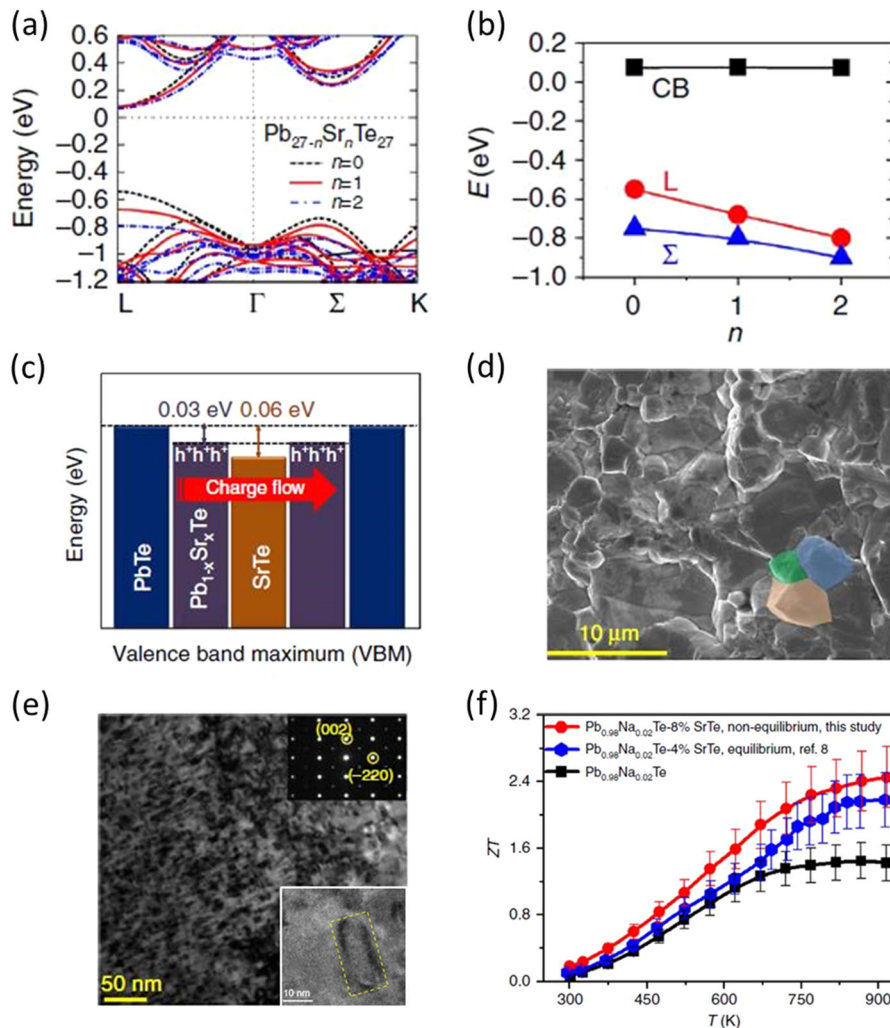 (a)
0.6
0.4
0.2
0
−0.2
−0.4
−0.6
−0.8
−1
−1.2
Energy (eV)
Pb27-nSrnTe27
n=0
n=1
n=2
L Γ Σ K
(b)
0.2
0.0
−0.2
−0.4
−0.6
−0.8
−1.0
E (eV)
CB
L
Σ
0 1 2
n
(c)
Energy (eV)
0.03 eV 0.06 eV
h+h+h+ h+h+h+
Charge flow
PbTe
Pb1-xSrxTe
SrTe
Valence band maximum (VBM)
(d)
10 μm
(e)
(002)
(−220)
50 nm
10 nm
(f)
3.2
2.4
1.6
0.8
0.0
ZT
Pb0.98Na0.02Te-8% SrTe, non-equilibrium, this study
Pb0.98Na0.02Te-4% SrTe, equilibrium, ref. 8
Pb0.98Na0.02Te
300 450 600 750 900
T (K)